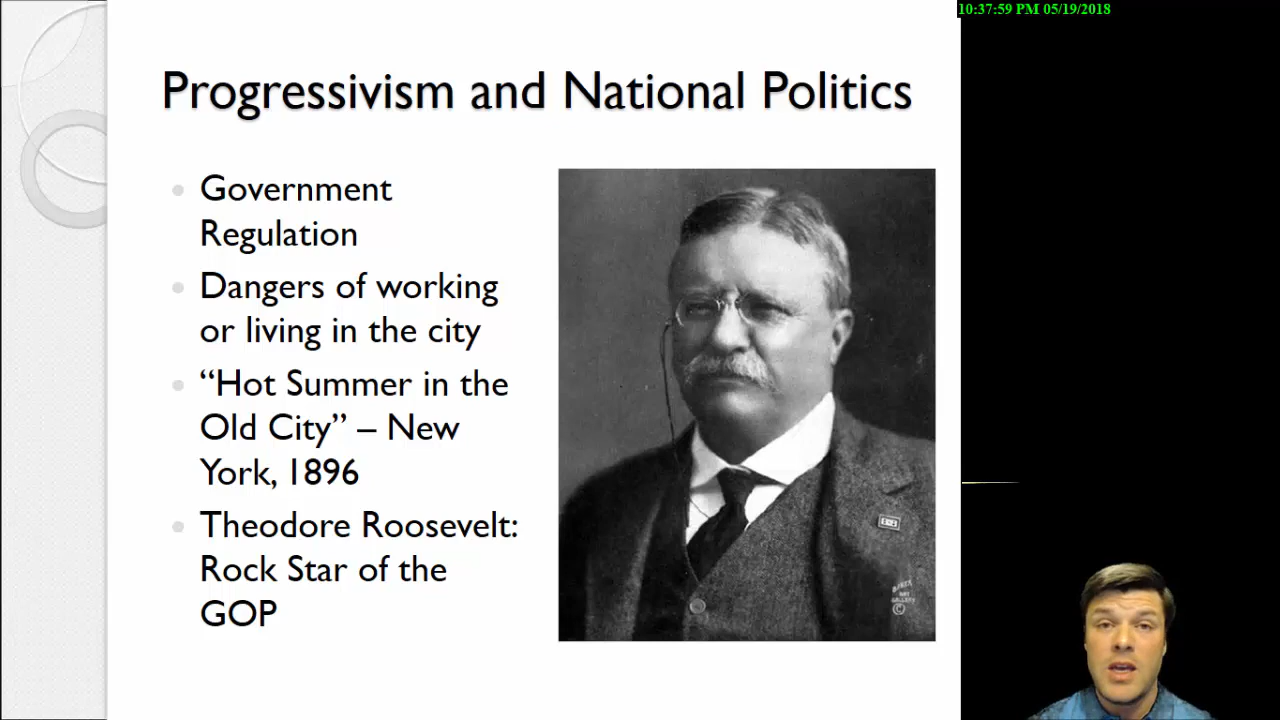 10:37:59 PM 05/19/2018
Progressivism and National Politics
Government
Regulation
Dangers of working
or living in the city
“Hot Summer in the
Old City” – New
York, 1896
Theodore Roosevelt:
Rock Star of the
GOP